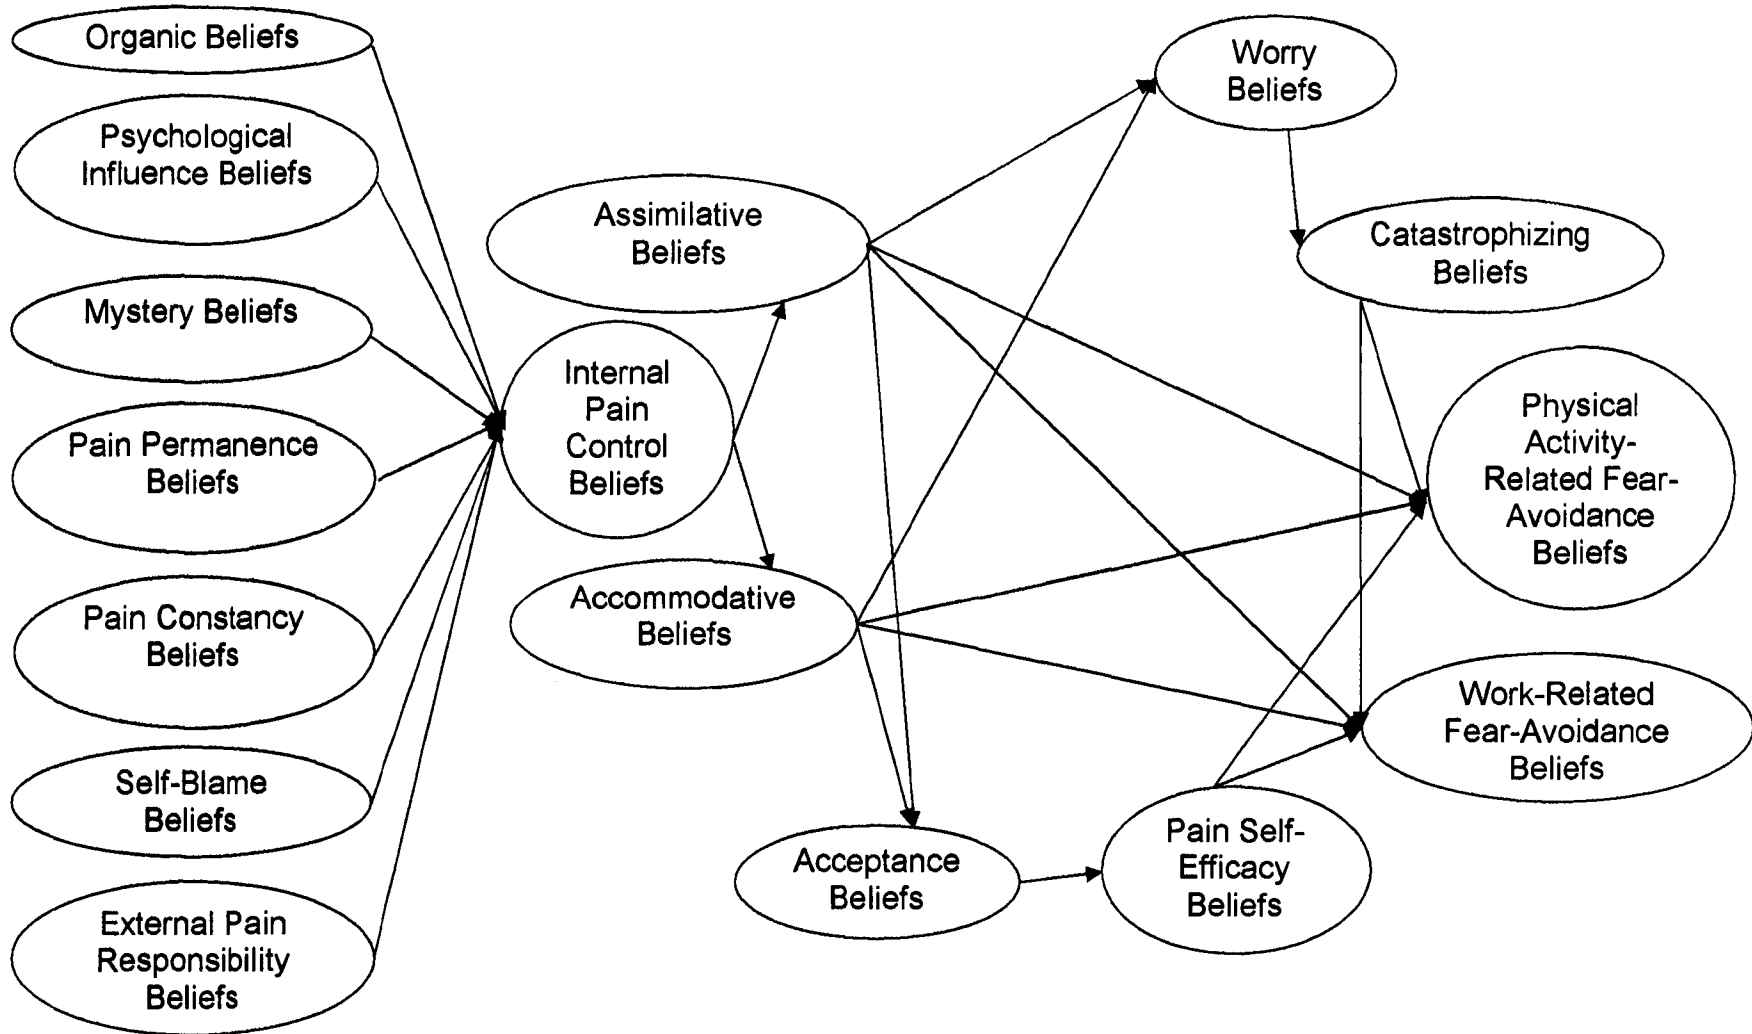 Organic Beliefs
Psychological
Influence Beliefs
Mystery Beliefs
Pain Permanence
Beliefs
Pain Constancy
Beliefs
Self-Blame
Beliefs
External Pain
Responsibility
Beliefs
Assimilative
Beliefs
Internal
Pain
Control
Beliefs
Accommodative
Beliefs
Acceptance
Beliefs
Worry
Beliefs
Catastrophizing
Beliefs
Physical
Activity-
Related Fear-
Avoidance
Beliefs
Work-Related
Fear-Avoidance
Beliefs
Pain Self-
Efficacy
Beliefs